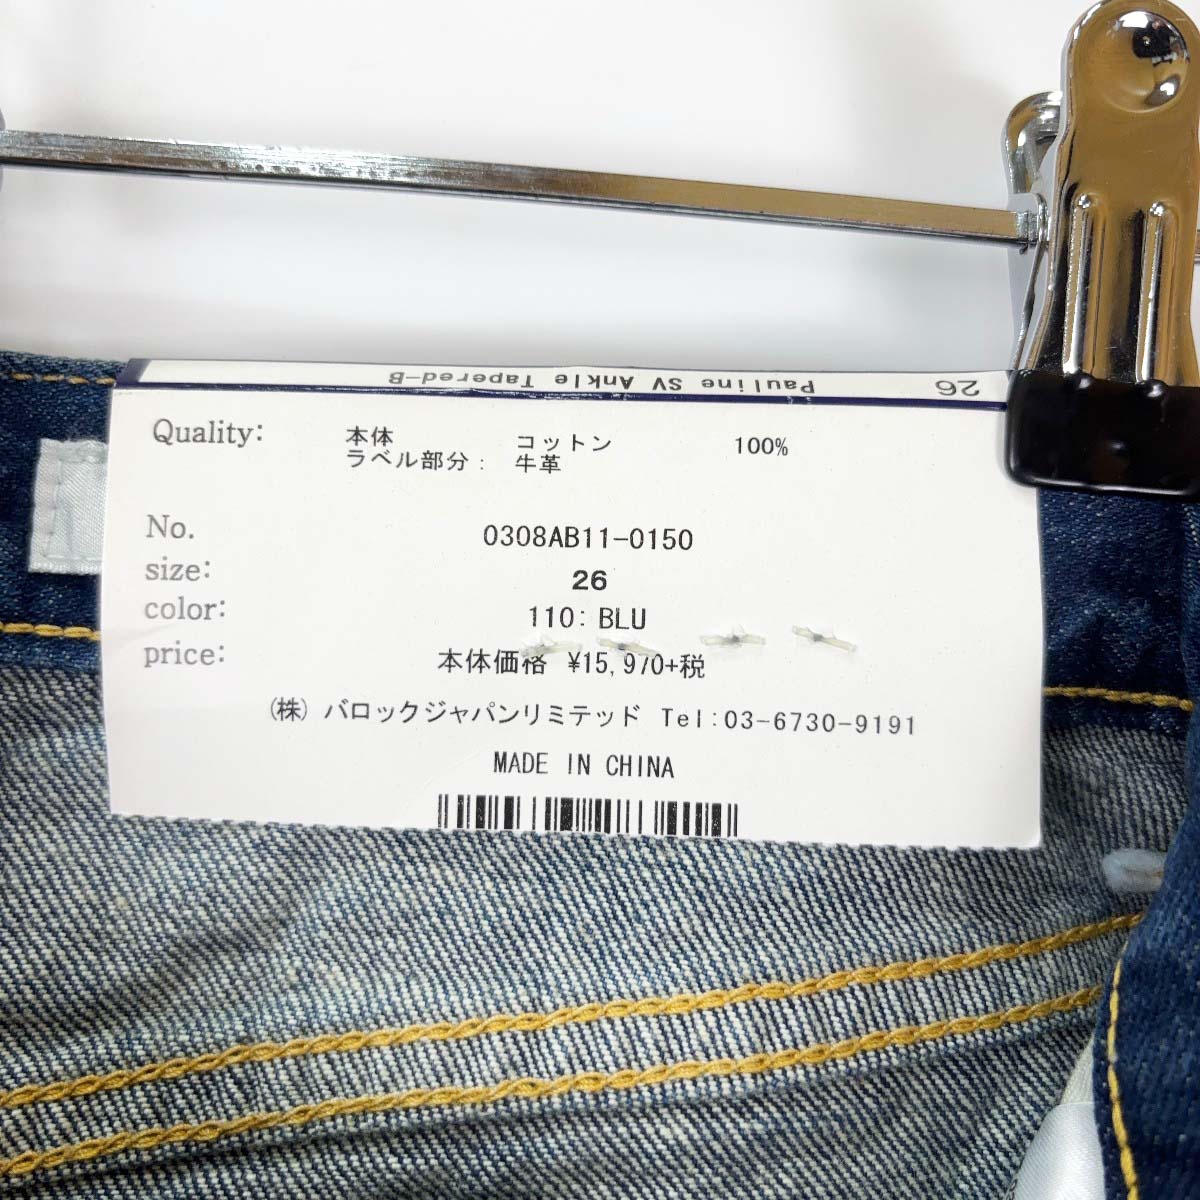 26 Pauline SV Ankle Tapered-B
Quality: 本体 コットン 100%
ラベル部分: 牛革
No. 0308AB11-0150
size: 26
color: 110: BLU
price: 本体価格 ¥15,970+税
(株) バロックジャパンリミテッド Tel:03-6730-9191
MADE IN CHINA